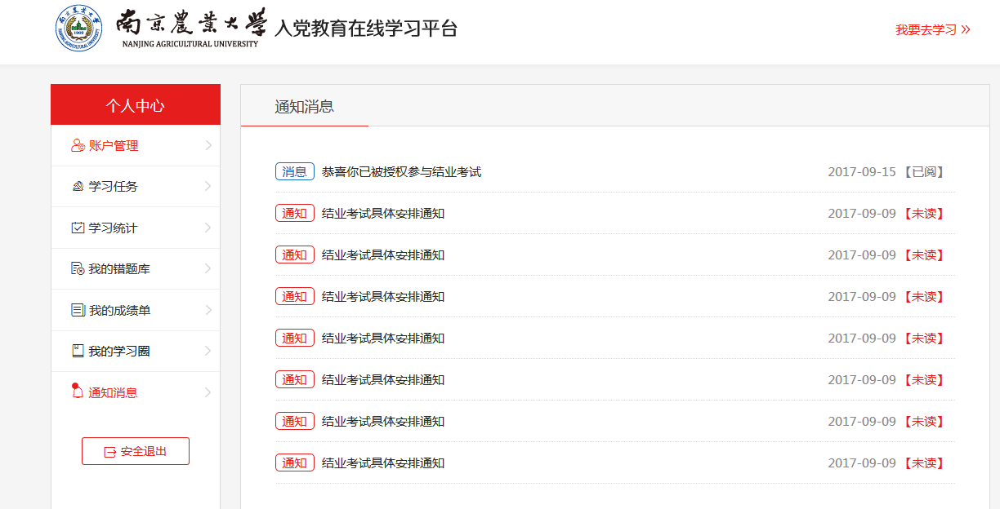 南京農業大學 入党教育在线学习平台
NANJING AGRICULTURAL UNIVERSITY
我要去学习 »
个人中心
账户管理
学习任务
学习统计
我的错题库
我的成绩单
我的学习圈
通知消息
安全退出
通知消息
消息 恭喜你已被授权参与结业考试 2017-09-15 【已阅】
通知 结业考试具体安排通知 2017-09-09 【未读】
通知 结业考试具体安排通知 2017-09-09 【未读】
通知 结业考试具体安排通知 2017-09-09 【未读】
通知 结业考试具体安排通知 2017-09-09 【未读】
通知 结业考试具体安排通知 2017-09-09 【未读】
通知 结业考试具体安排通知 2017-09-09 【未读】
通知 结业考试具体安排通知 2017-09-09 【未读】